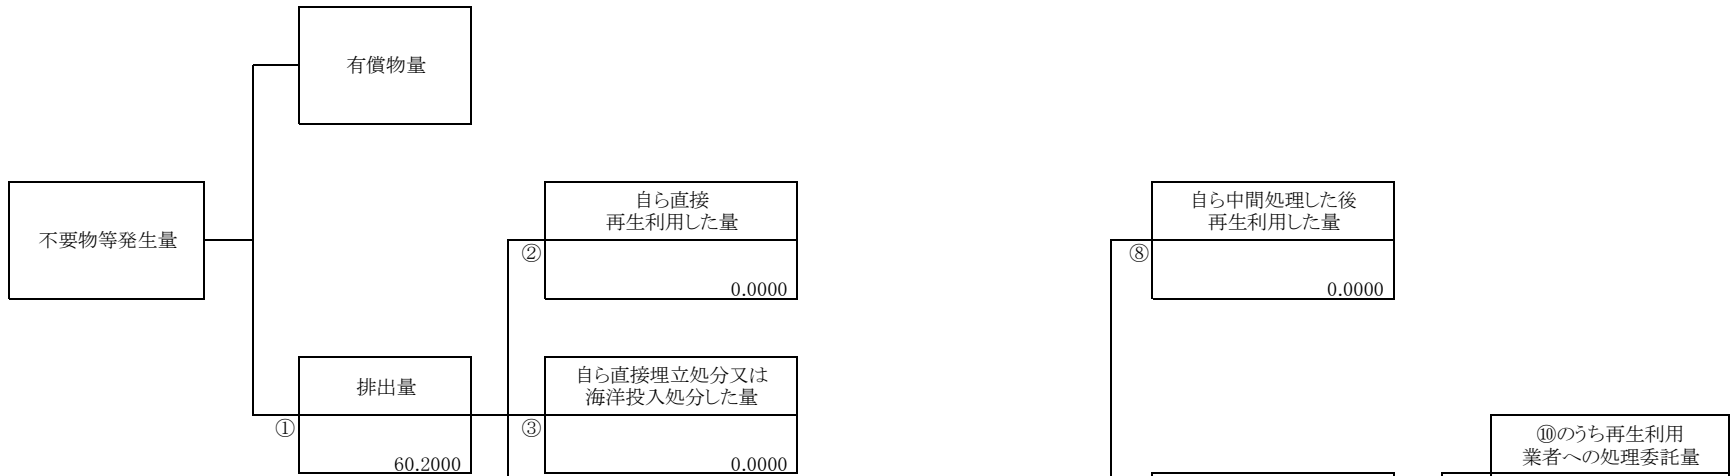 有償物量
不要物等発生量
自ら直接
再生利用した量
②
0.0000
自ら中間処理した後
再生利用した量
⑧
0.0000
排出量
①
60.2000
自ら直接埋立処分又は
海洋投入処分した量
③
0.0000
⑩のうち再生利用
業者への処理委託量